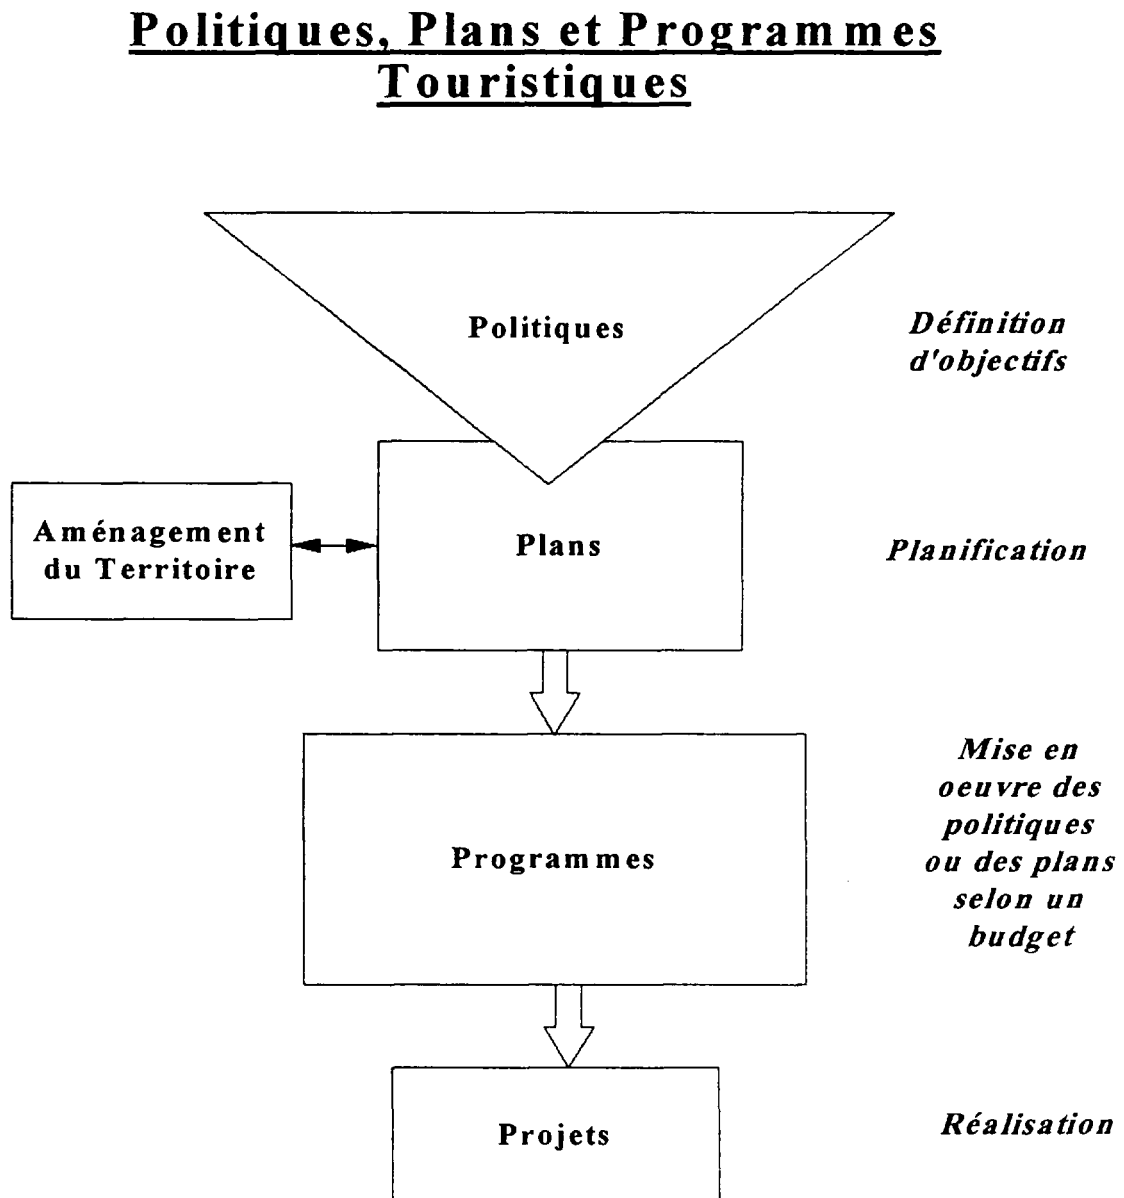 Politiques, Plans et Programmes
Touristiques
Politiques
Définition
d'objectifs
Aménagement
du Territoire
Plans
Planification
Programmes
Mise en
oeuvre des
politiques
ou des plans
selon un
budget
Projets
Réalisation